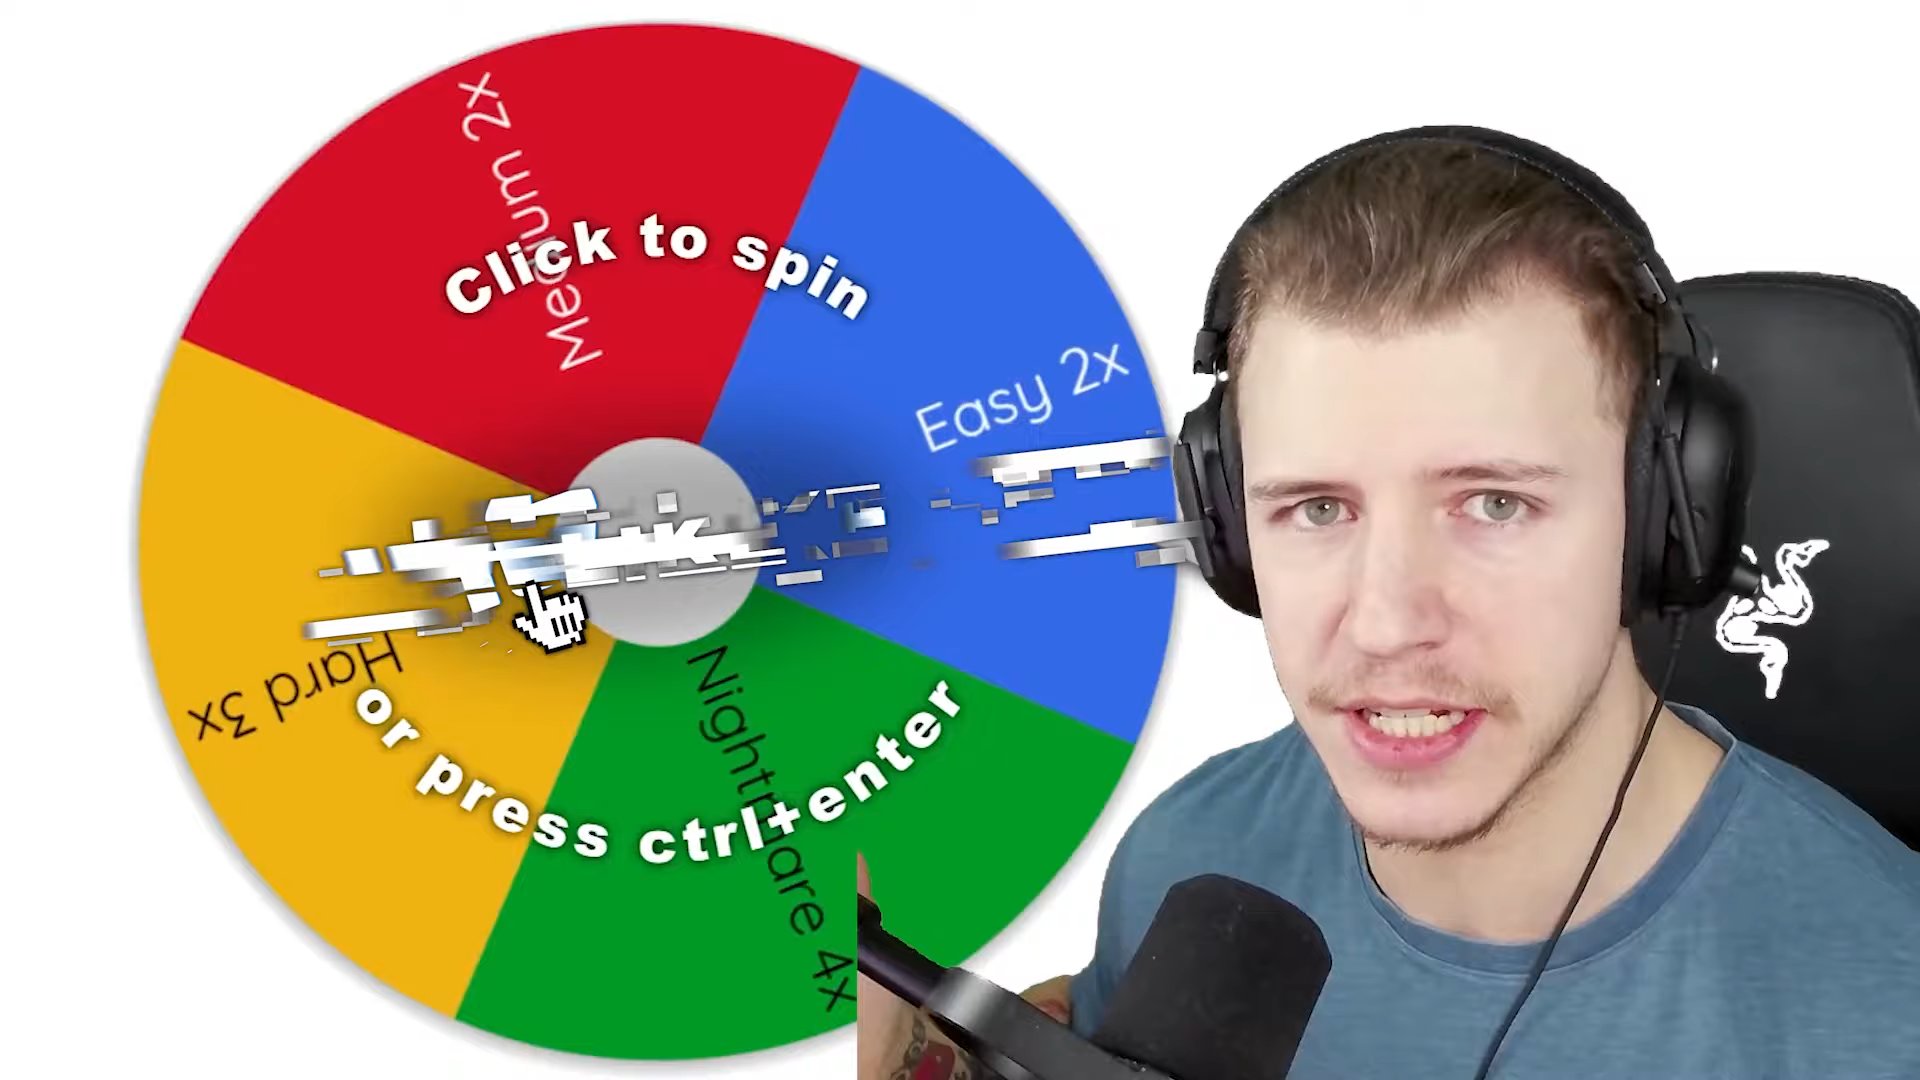 Medium 2x
Click to spin
Easy 2x
Hard 3x
Nightmare 4x
or press ctrl+enter